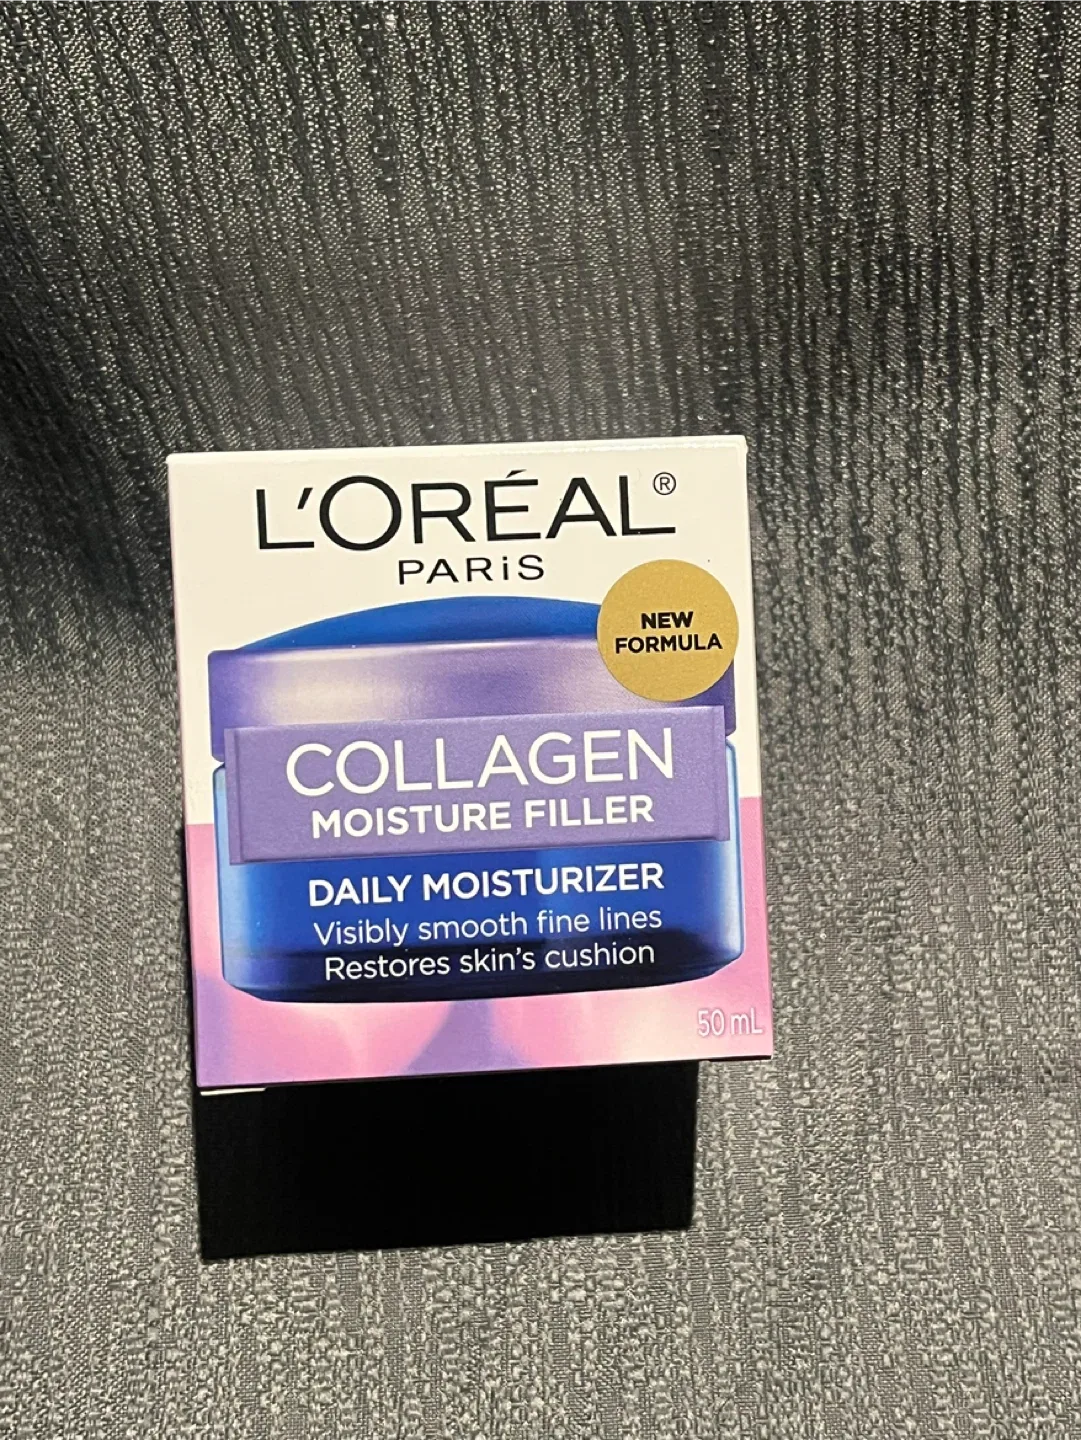 L'ORÉAL®
PARiS
NEW
FORMULA
COLLAGEN
MOISTURE FILLER
DAILY MOISTURIZER
Visibly smooth fine lines
Restores skin's cushion
50 mL